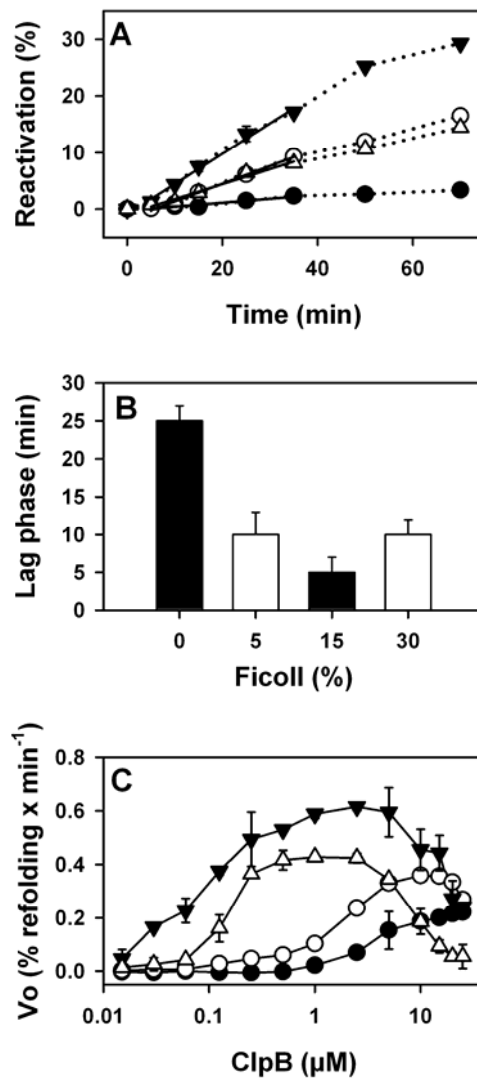 A
30
20
10
0
Reactivation (%)
0 20 40 60
Time (min)
B
30
25
20
15
10
5
0
Lag phase (min)
0 5 15 30
Ficoll (%)
C
0.8
0.6
0.4
0.2
0.0
Vo (% refolding x min⁻¹)
0.01 0.1 1 10
ClpB (µM)